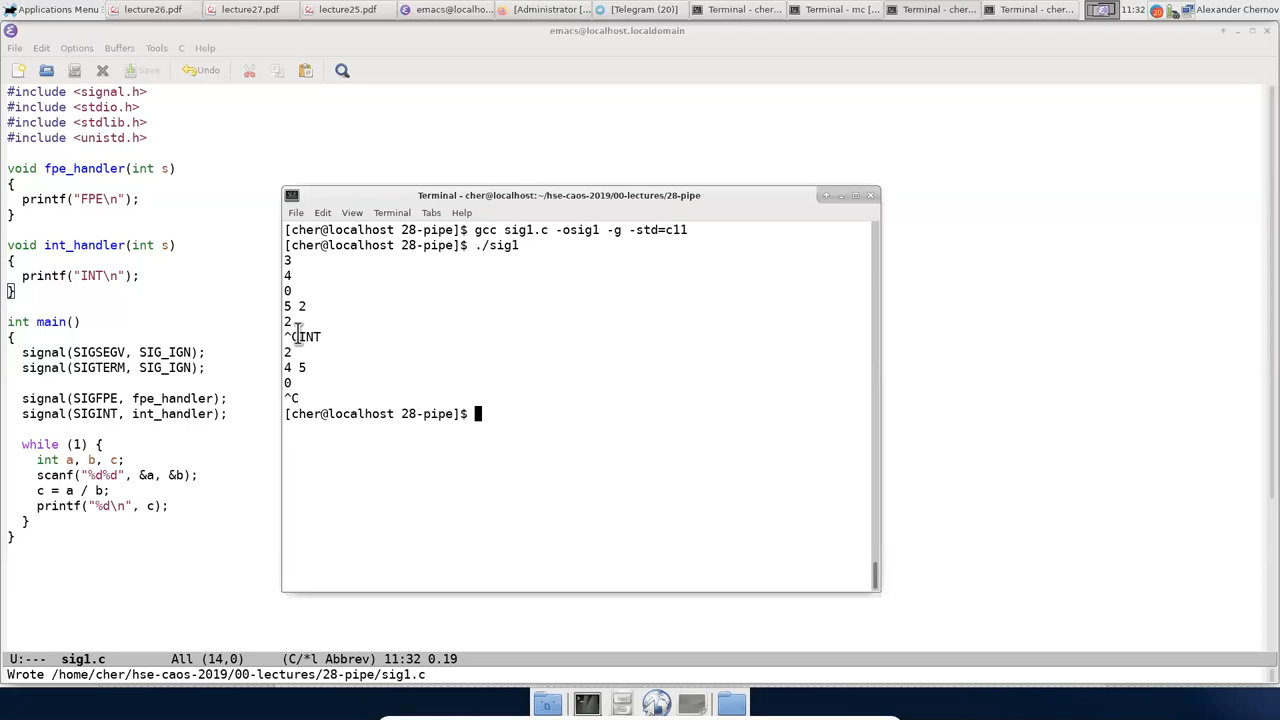 Applications Menu lecture26.pdf lecture27.pdf lecture25.pdf emacs@localho... [Administrator [... [Telegram (20)] Terminal - cher... Terminal - mc [... Terminal - cher... Terminal - cher... 20 11:32 Alexander Chernov
emacs@localhost.localdomain
File Edit Options Buffers Tools C Help
Save Undo
#include <signal.h>
#include <stdio.h>
#include <stdlib.h>
#include <unistd.h>
void fpe_handler(int s)
{
printf("FPE\n");
}
void int_handler(int s)
{
printf("INT\n");
}
int main()
{
signal(SIGSEGV, SIG_IGN);
signal(SIGTERM, SIG_IGN);
signal(SIGFPE, fpe_handler);
signal(SIGINT, int_handler);
while (1) {
int a, b, c;
scanf("%d%d", &a, &b);
c = a / b;
printf("%d\n", c);
}
}
Terminal - cher@localhost:~/hse-caos-2019/00-lectures/28-pipe
File Edit View Terminal Tabs Help
[cher@localhost 28-pipe]$ gcc sig1.c -osig1 -g -std=c11
[cher@localhost 28-pipe]$ ./sig1
3
4
0
5 2
2
^CINT
2
4 5
0
^C
[cher@localhost 28-pipe]$
U:--- sig1.c All (14,0) (C/*l Abbrev) 11:32 0.19
Wrote /home/cher/hse-caos-2019/00-lectures/28-pipe/sig1.c